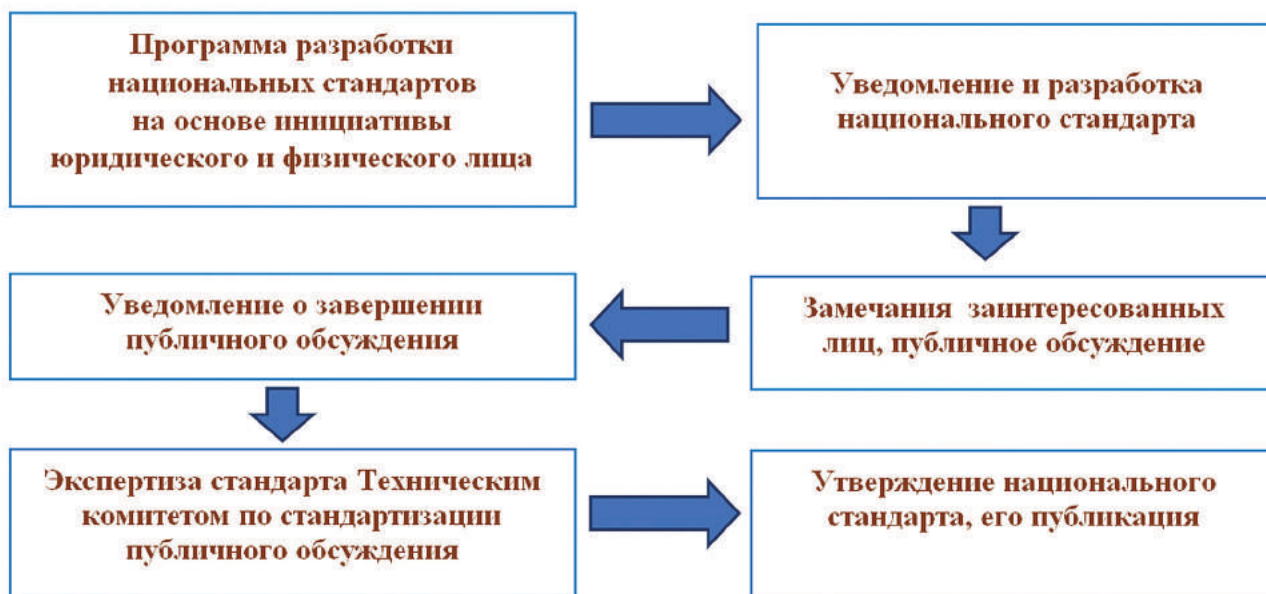 Программа разработки
национальных стандартов
на основе инициативы
юридического и физического лица
Уведомление и разработка
национального стандарта
Замечания заинтересованных
лиц, публичное обсуждение
Уведомление о завершении
публичного обсуждения
Экспертиза стандарта Техническим
комитетом по стандартизации
публичного обсуждения
Утверждение национального
стандарта, его публикация